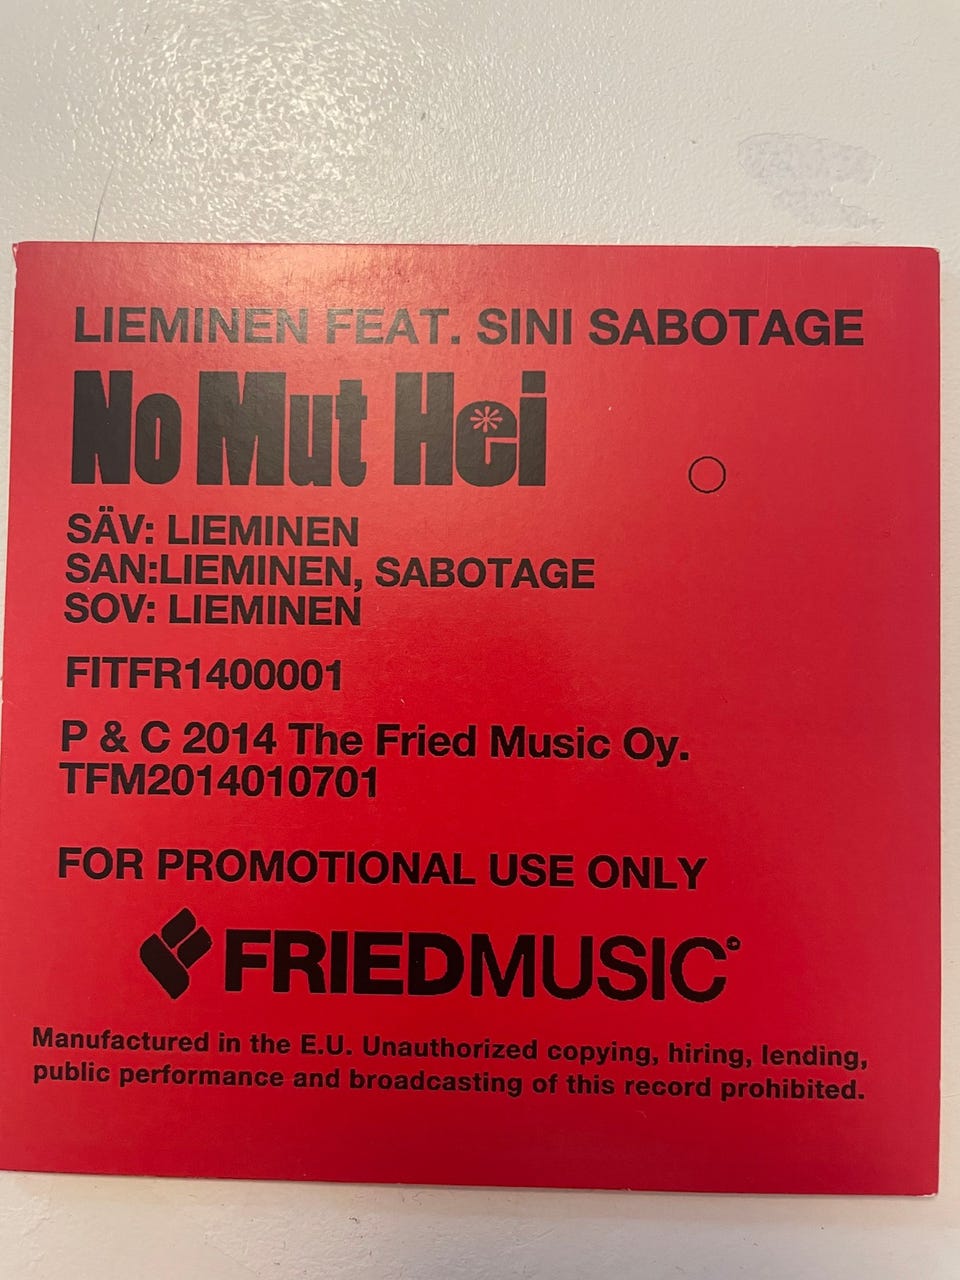 LIEMINEN FEAT. SINI SABOTAGE
No Mut Hei
SÄV: LIEMINEN
SAN:LIEMINEN, SABOTAGE
SOV: LIEMINEN
FITFR1400001
P & C 2014 The Fried Music Oy.
TFM2014010701
FOR PROMOTIONAL USE ONLY
FRIEDMUSIC
Manufactured in the E.U. Unauthorized copying, hiring, lending,
public performance and broadcasting of this record prohibited.